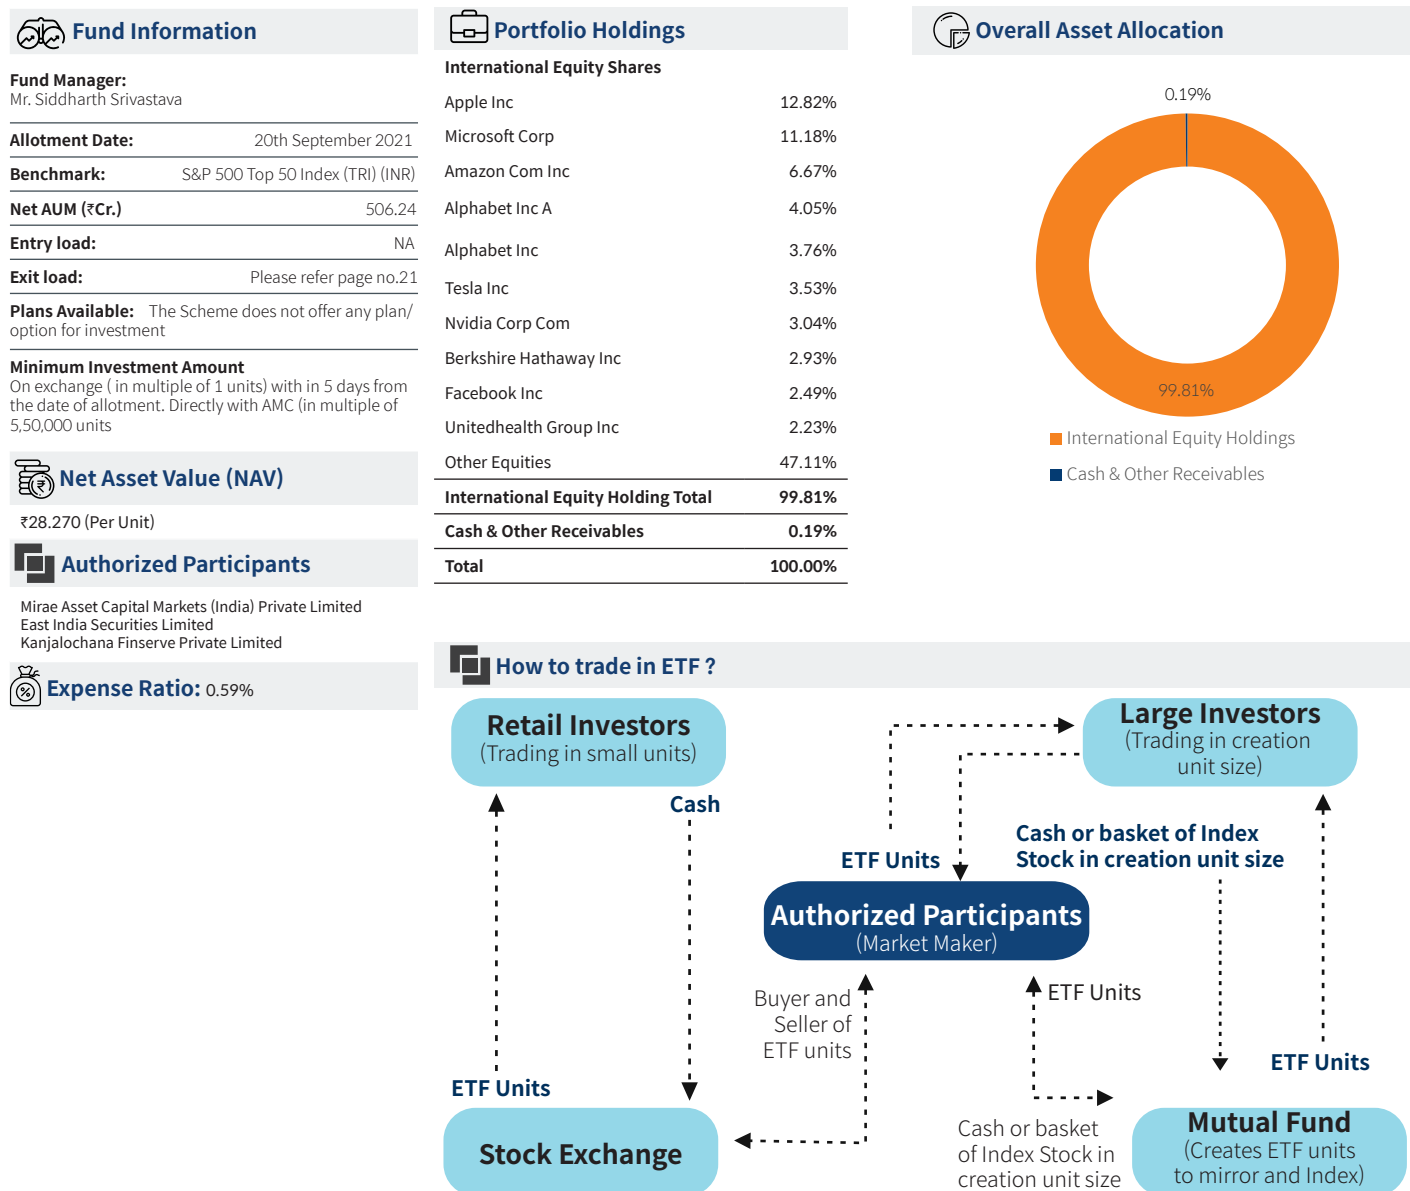 Fund Information
Fund Manager:
Mr. Siddharth Srivastava
Allotment Date: 20th September 2021
Benchmark: S&P 500 Top 50 Index (TRI) (INR)
Net AUM (₹Cr.) 506.24
Entry load: NA
Exit load: Please refer page no.21
Plans Available: The Scheme does not offer any plan/
option for investment
Minimum Investment Amount
On exchange ( in multiple of 1 units) with in 5 days from
the date of allotment. Directly with AMC (in multiple of
5,50,000 units
Net Asset Value (NAV)
₹28.270 (Per Unit)
Authorized Participants
Mirae Asset Capital Markets (India) Private Limited
East India Securities Limited
Kanjalochana Finserve Private Limited
Expense Ratio: 0.59%
Portfolio Holdings
International Equity Shares
Apple Inc 12.82%
Microsoft Corp 11.18%
Amazon Com Inc 6.67%
Alphabet Inc A 4.05%
Alphabet Inc 3.76%
Tesla Inc 3.53%
Nvidia Corp Com 3.04%
Berkshire Hathaway Inc 2.93%
Facebook Inc 2.49%
Unitedhealth Group Inc 2.23%
Other Equities 47.11%
International Equity Holding Total 99.81%
Cash & Other Receivables 0.19%
Total 100.00%
Overall Asset Allocation
0.19%
99.81%
International Equity Holdings
Cash & Other Receivables
How to trade in ETF ?
Retail Investors
(Trading in small units)
Cash
ETF Units
Stock Exchange
Large Investors
(Trading in creation
unit size)
ETF Units
Cash or basket of Index
Stock in creation unit size
Authorized Participants
(Market Maker)
Buyer and
Seller of
ETF units
ETF Units
ETF Units
Cash or basket
of Index Stock in
creation unit size
Mutual Fund
(Creates ETF units
to mirror and Index)